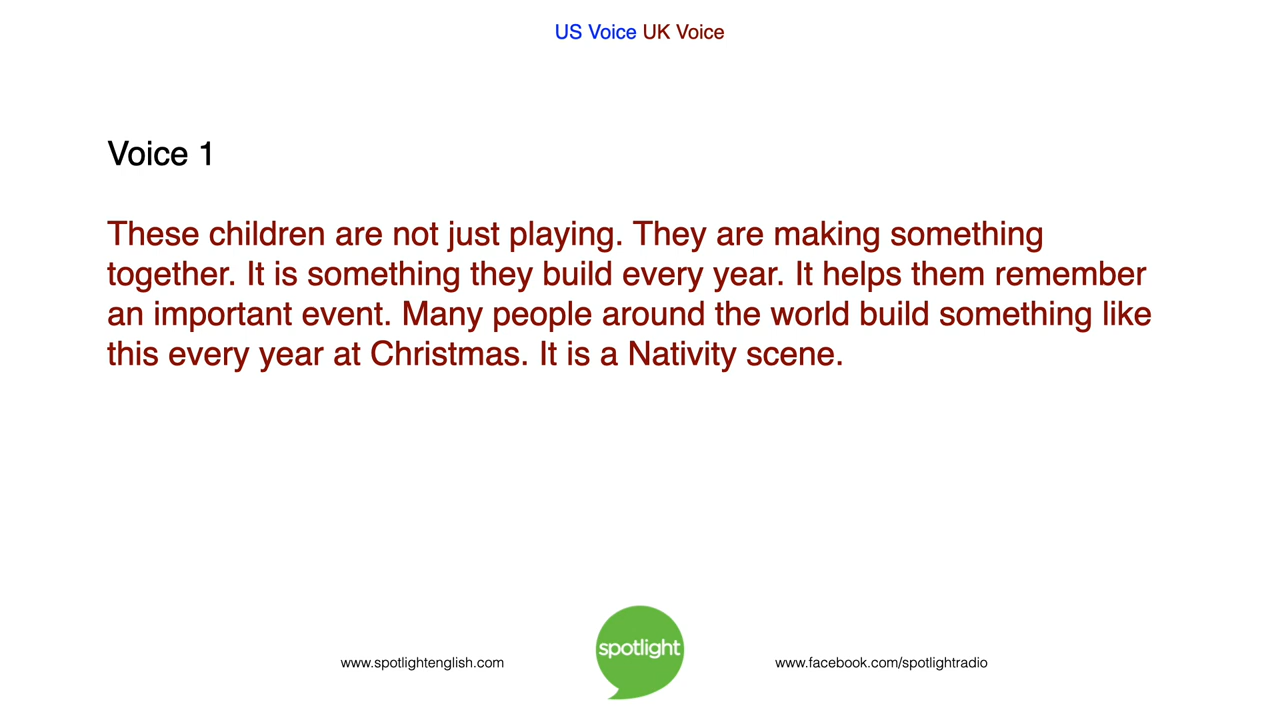 US Voice UK Voice
Voice 1
These children are not just playing. They are making something
together. It is something they build every year. It helps them remember
an important event. Many people around the world build something like
this every year at Christmas. It is a Nativity scene.
spotlight
www.spotlightenglish.com
www.facebook.com/spotlightradio